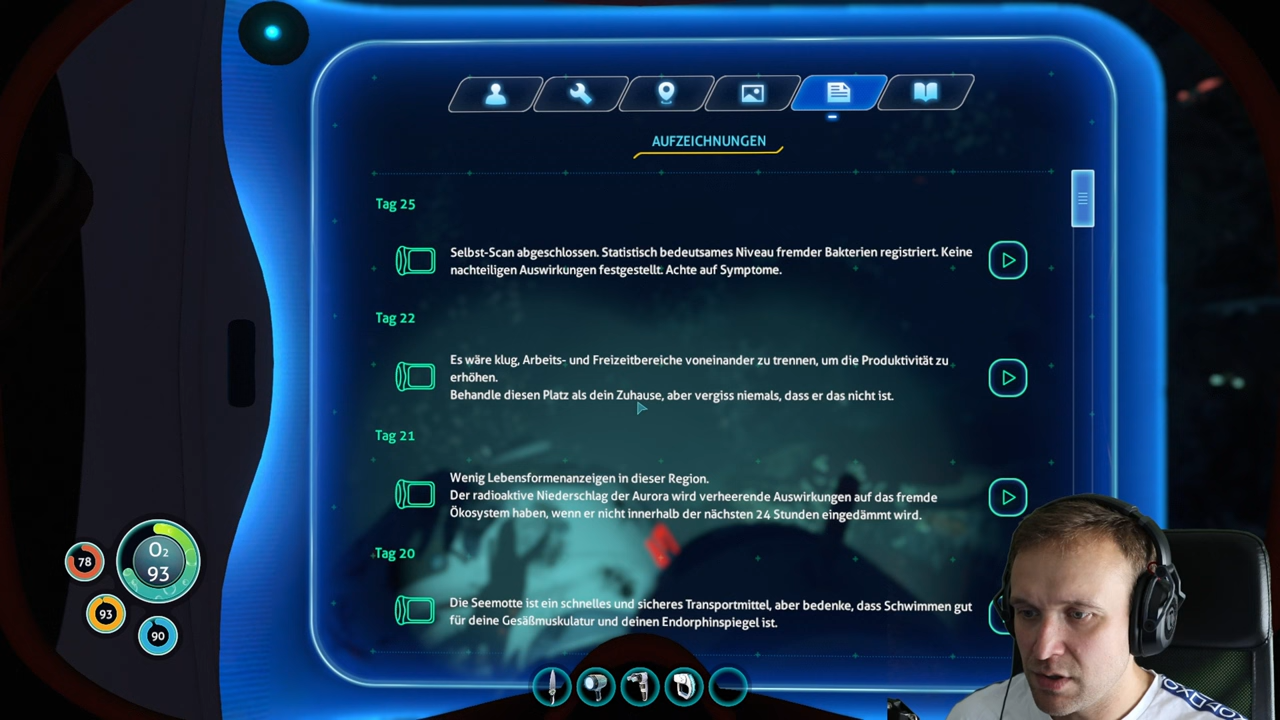 AUFZEICHNUNGEN
Tag 25
Selbst-Scan abgeschlossen. Statistisch bedeutsames Niveau fremder Bakterien registriert. Keine
nachteiligen Auswirkungen festgestellt. Achte auf Symptome.
Tag 22
Es wäre klug, Arbeits- und Freizeitbereiche voneinander zu trennen, um die Produktivität zu
erhöhen.
Behandle diesen Platz als dein Zuhause, aber vergiss niemals, dass er das nicht ist.
Tag 21
Wenig Lebensformenanzeigen in dieser Region.
Der radioaktive Niederschlag der Aurora wird verheerende Auswirkungen auf das fremde
Ökosystem haben, wenn er nicht innerhalb der nächsten 24 Stunden eingedämmt wird.
Tag 20
Die Seemotte ist ein schnelles und sicheres Transportmittel, aber bedenke, dass Schwimmen gut
für deine Gesäßmuskulatur und deinen Endorphinspiegel ist.
O₂
93
78
93
90